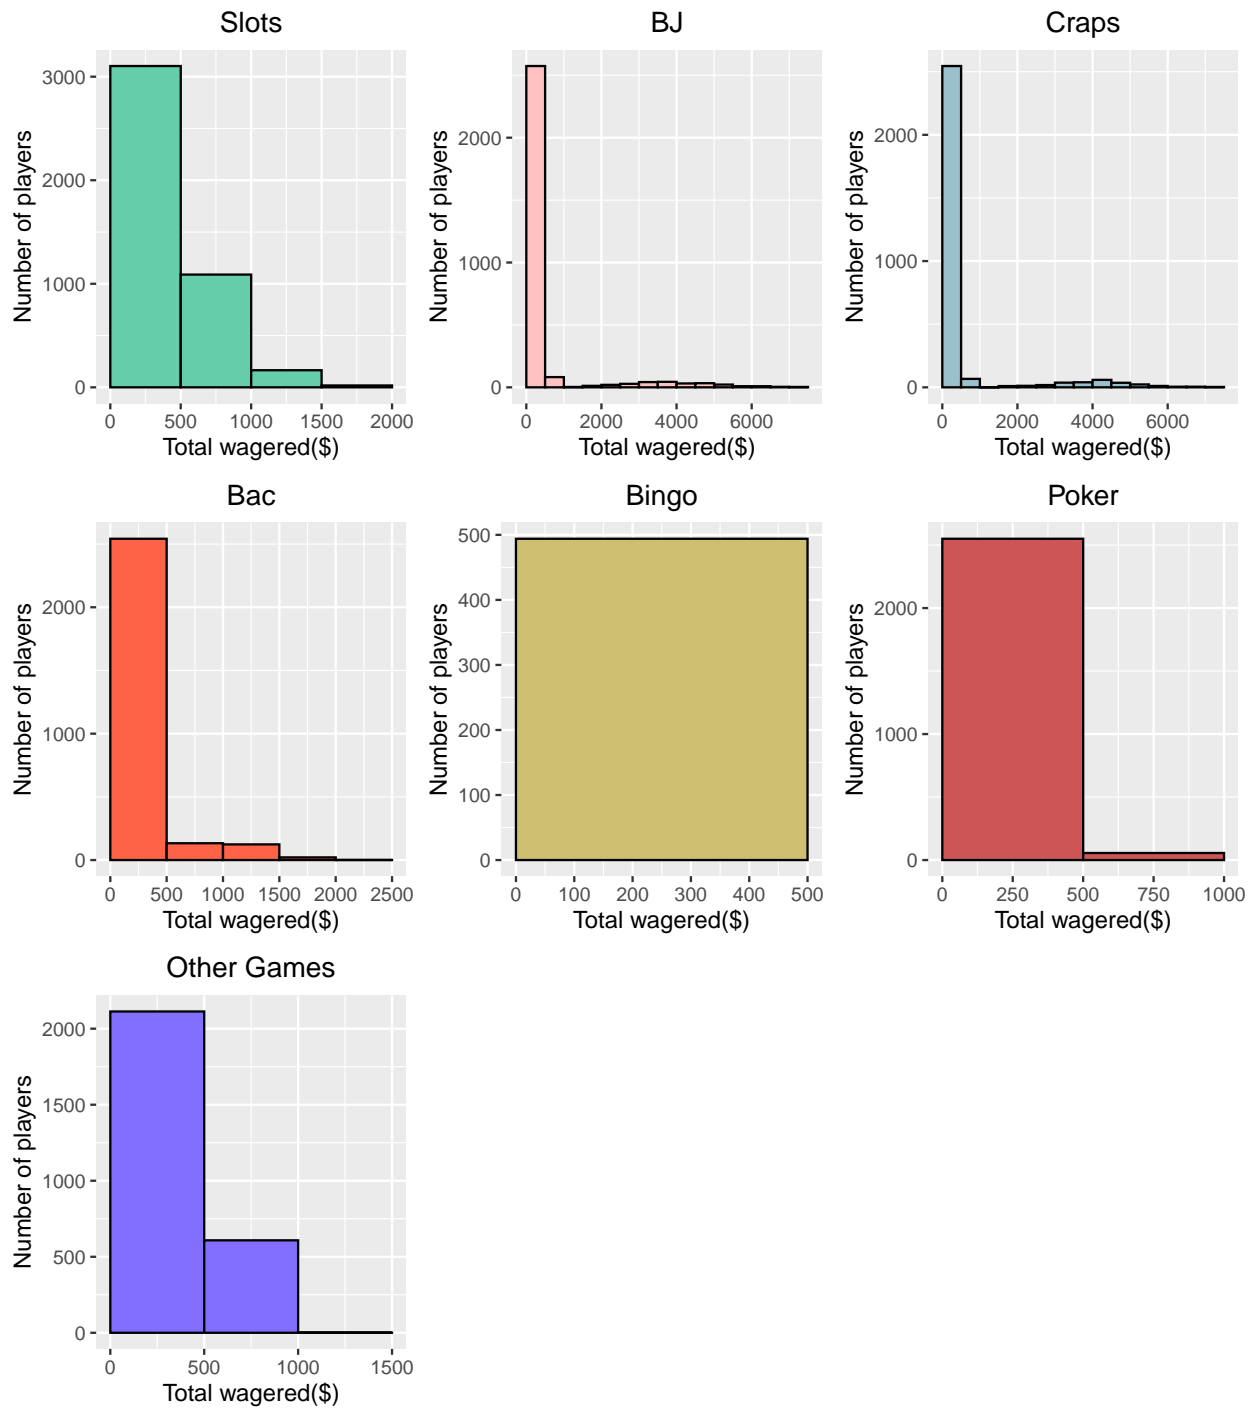 Slots
Number of players
3000
2000
1000
0
0 500 1000 1500 2000
Total wagered($)
BJ
Number of players
2000
1000
0
0 2000 4000 6000
Total wagered($)
Craps
Number of players
2000
1000
0
0 2000 4000 6000
Total wagered($)
Bac
Number of players
2000
1000
0
0 500 1000 1500 2000 2500
Total wagered($)
Bingo
Number of players
500
400
300
200
100
0
0 100 200 300 400 500
Total wagered($)
Poker
Number of players
2000
1000
0
0 250 500 750 1000
Total wagered($)
Other Games
Number of players
2000
1500
1000
500
0
0 500 1000 1500
Total wagered($)